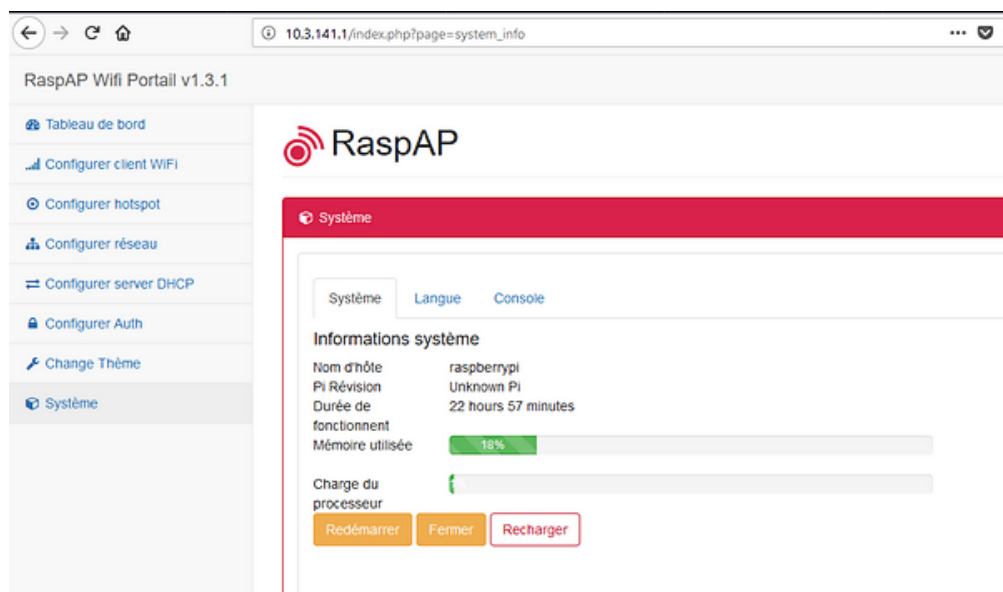 10.3.141.1/index.php?page=system_info
RaspAP Wifi Portail v1.3.1
Tableau de bord
Configurer client WiFi
Configurer hotspot
Configurer réseau
Configurer server DHCP
Configurer Auth
Change Thème
Système
RaspAP
Système
Système Langue Console
Informations système
Nom d'hôte raspberrypi
Pi Révision Unknown Pi
Durée de 22 hours 57 minutes
fonctionnent
Mémoire utilisée 18%
Charge du
processeur
Redémarrer Fermer Recharger